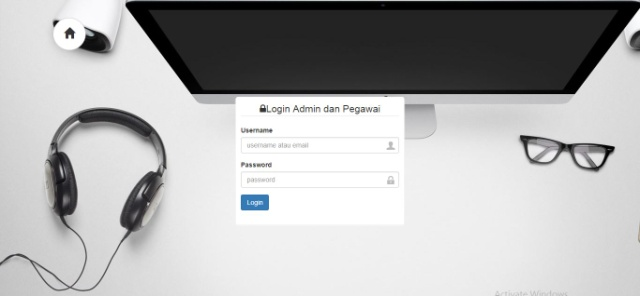 Login Admin dan Pegawai
Username
username atau email
Password
password
Login
Activate Windows